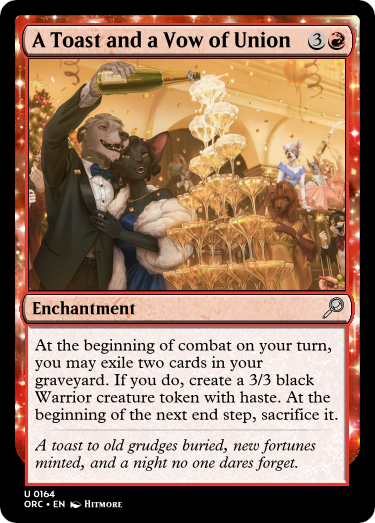 A Toast and a Vow of Union 3
Enchantment
At the beginning of combat on your turn,
you may exile two cards in your
graveyard. If you do, create a 3/3 black
Warrior creature token with haste. At the
beginning of the next end step, sacrifice it.
A toast to old grudges buried, new fortunes
minted, and a night no one dares forget.
U 0164
ORC • EN Hitmore